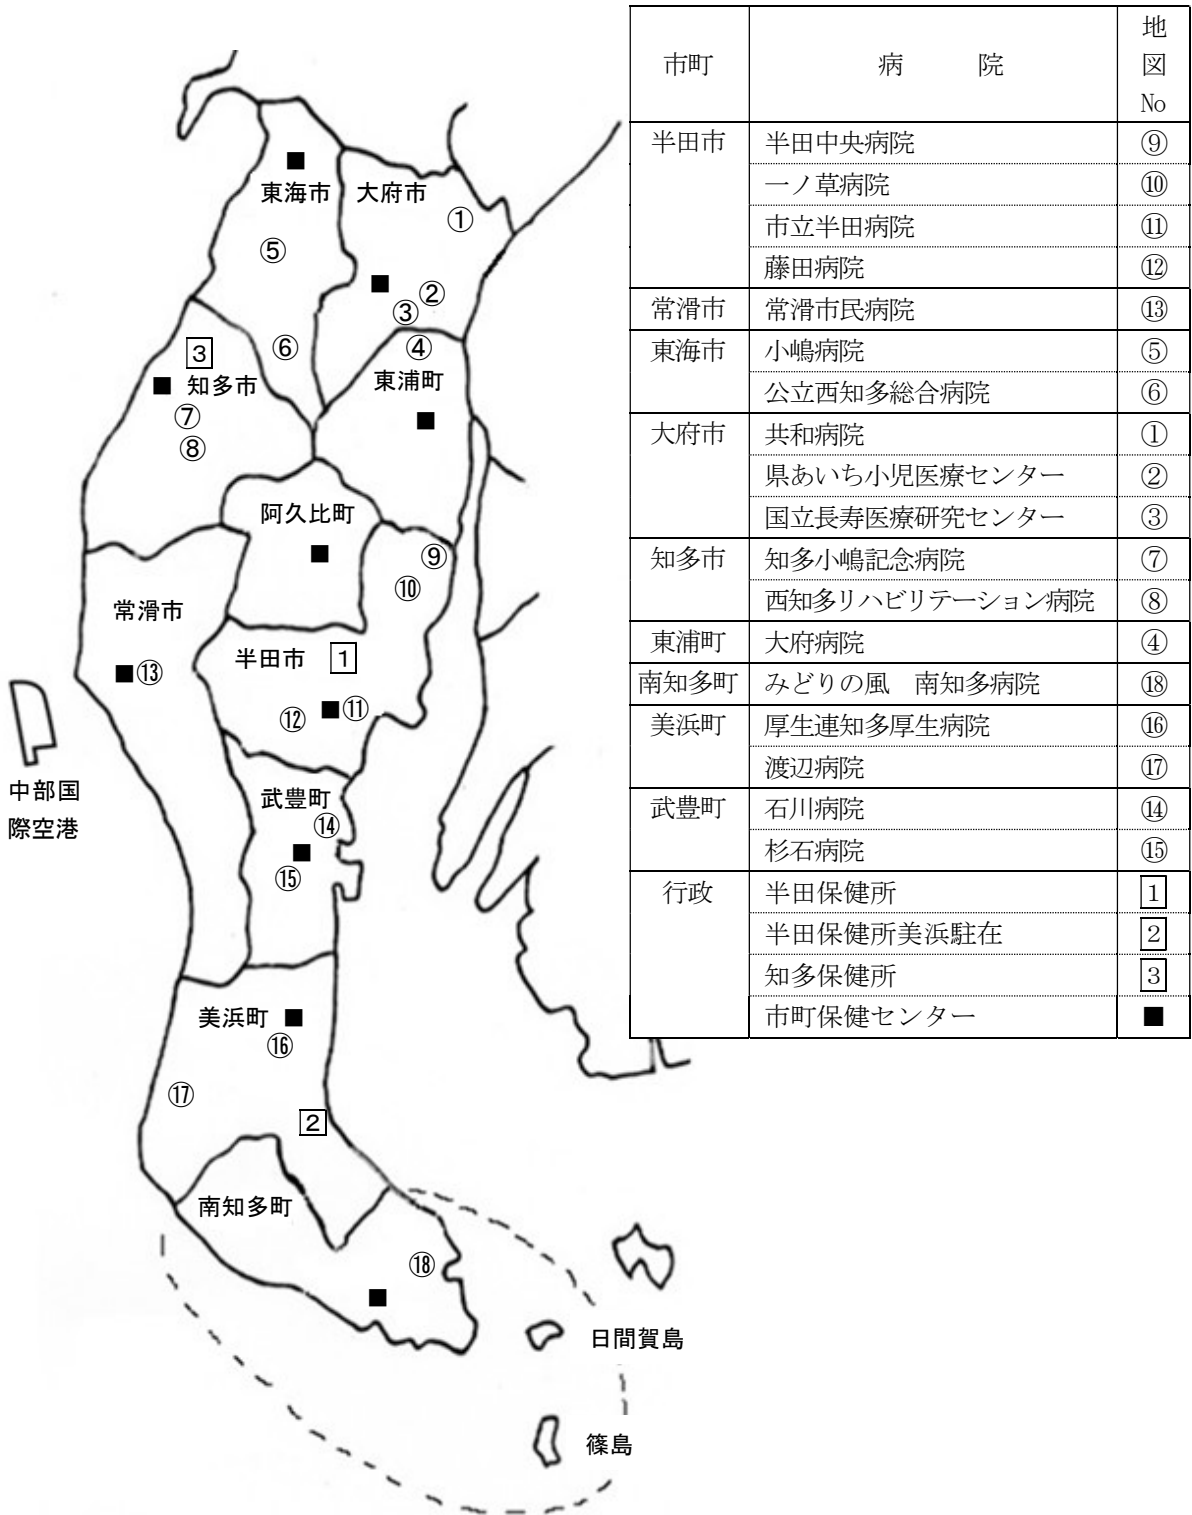 東海市
大府市
①
⑤
②
③
⑥
④
3
知多市
東浦町
⑦
⑧
阿久比町
⑨
⑩
常滑市
半田市
1
⑬
⑫
⑪
中部国
際空港
武豊町
⑭
⑮
美浜町
⑯
⑰
2
南知多町
⑱
日間賀島
篠島
市町 病 院 地図No
半田市 半田中央病院 ⑨
一ノ草病院 ⑩
市立半田病院 ⑪
藤田病院 ⑫
常滑市 常滑市民病院 ⑬
東海市 小嶋病院 ⑤
公立西知多総合病院 ⑥
大府市 共和病院 ①
県あいち小児医療センター ②
国立長寿医療研究センター ③
知多市 知多小嶋記念病院 ⑦
西知多リハビリテーション病院 ⑧
東浦町 大府病院 ④
南知多町 みどりの風 南知多病院 ⑱
美浜町 厚生連知多厚生病院 ⑯
渡辺病院 ⑰
武豊町 石川病院 ⑭
杉石病院 ⑮
行政 半田保健所 1
半田保健所美浜駐在 2
知多保健所 3
市町保健センター ■